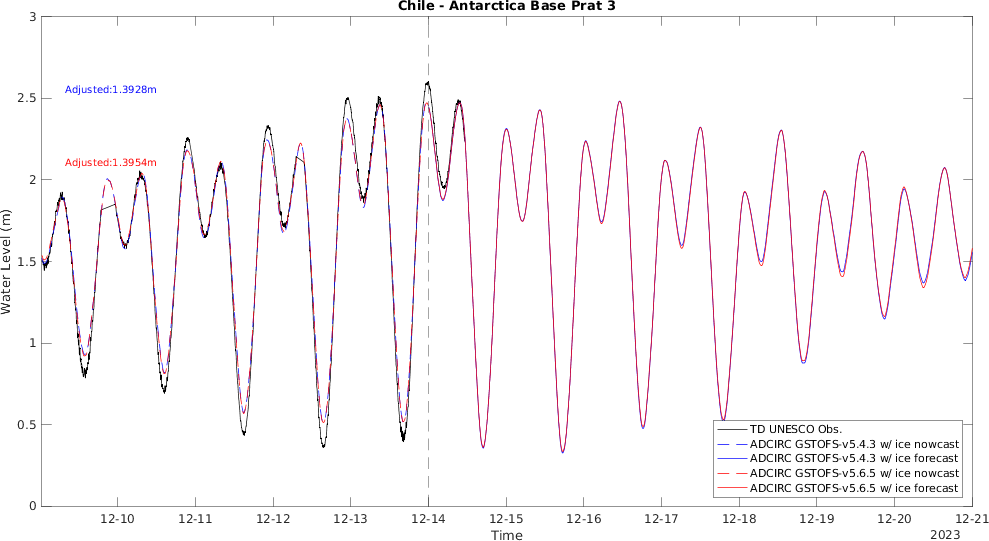 Chile - Antarctica Base Prat 3
3
2.5
2
1.5
1
0.5
0
Water Level (m)
Adjusted:1.3928m
Adjusted:1.3954m
TD UNESCO Obs.
ADCIRC GSTOFS-v5.4.3 w/ ice nowcast
ADCIRC GSTOFS-v5.4.3 w/ ice forecast
ADCIRC GSTOFS-v5.6.5 w/ ice nowcast
ADCIRC GSTOFS-v5.6.5 w/ ice forecast
12-10 12-11 12-12 12-13 12-14 12-15 12-16 12-17 12-18 12-19 12-20 12-21
2023
Time